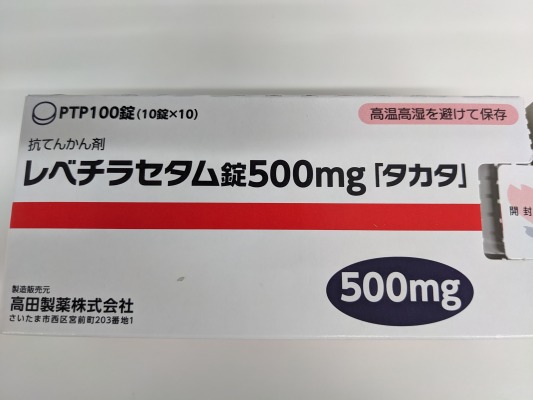 PTP100錠(10錠×10)
高温高湿を避けて保存
抗てんかん剤
レベチラセタム錠500mg「タカタ」
開封
500mg
製造販売元
高田製薬株式会社
さいたま市西区宮前町203番地1